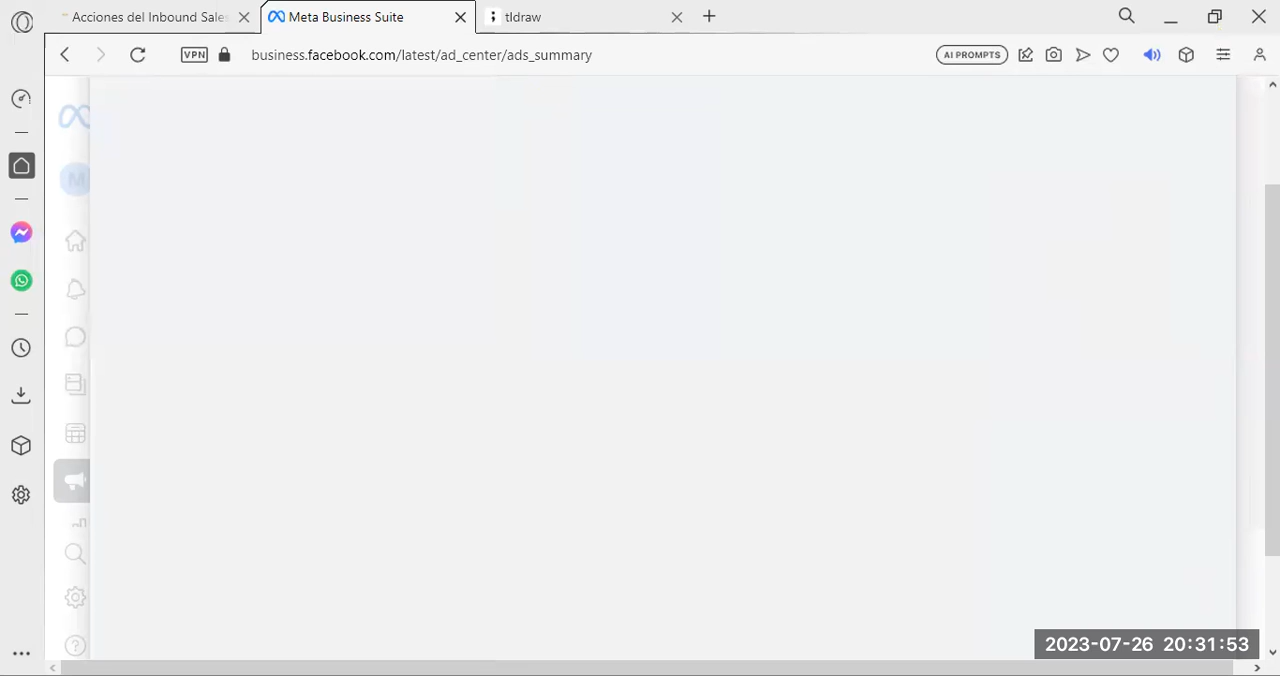 Acciones del Inbound Sale
Meta Business Suite
tldraw
VPN
business.facebook.com/latest/ad_center/ads_summary
AI PROMPTS
M
2023-07-26 20:31:53